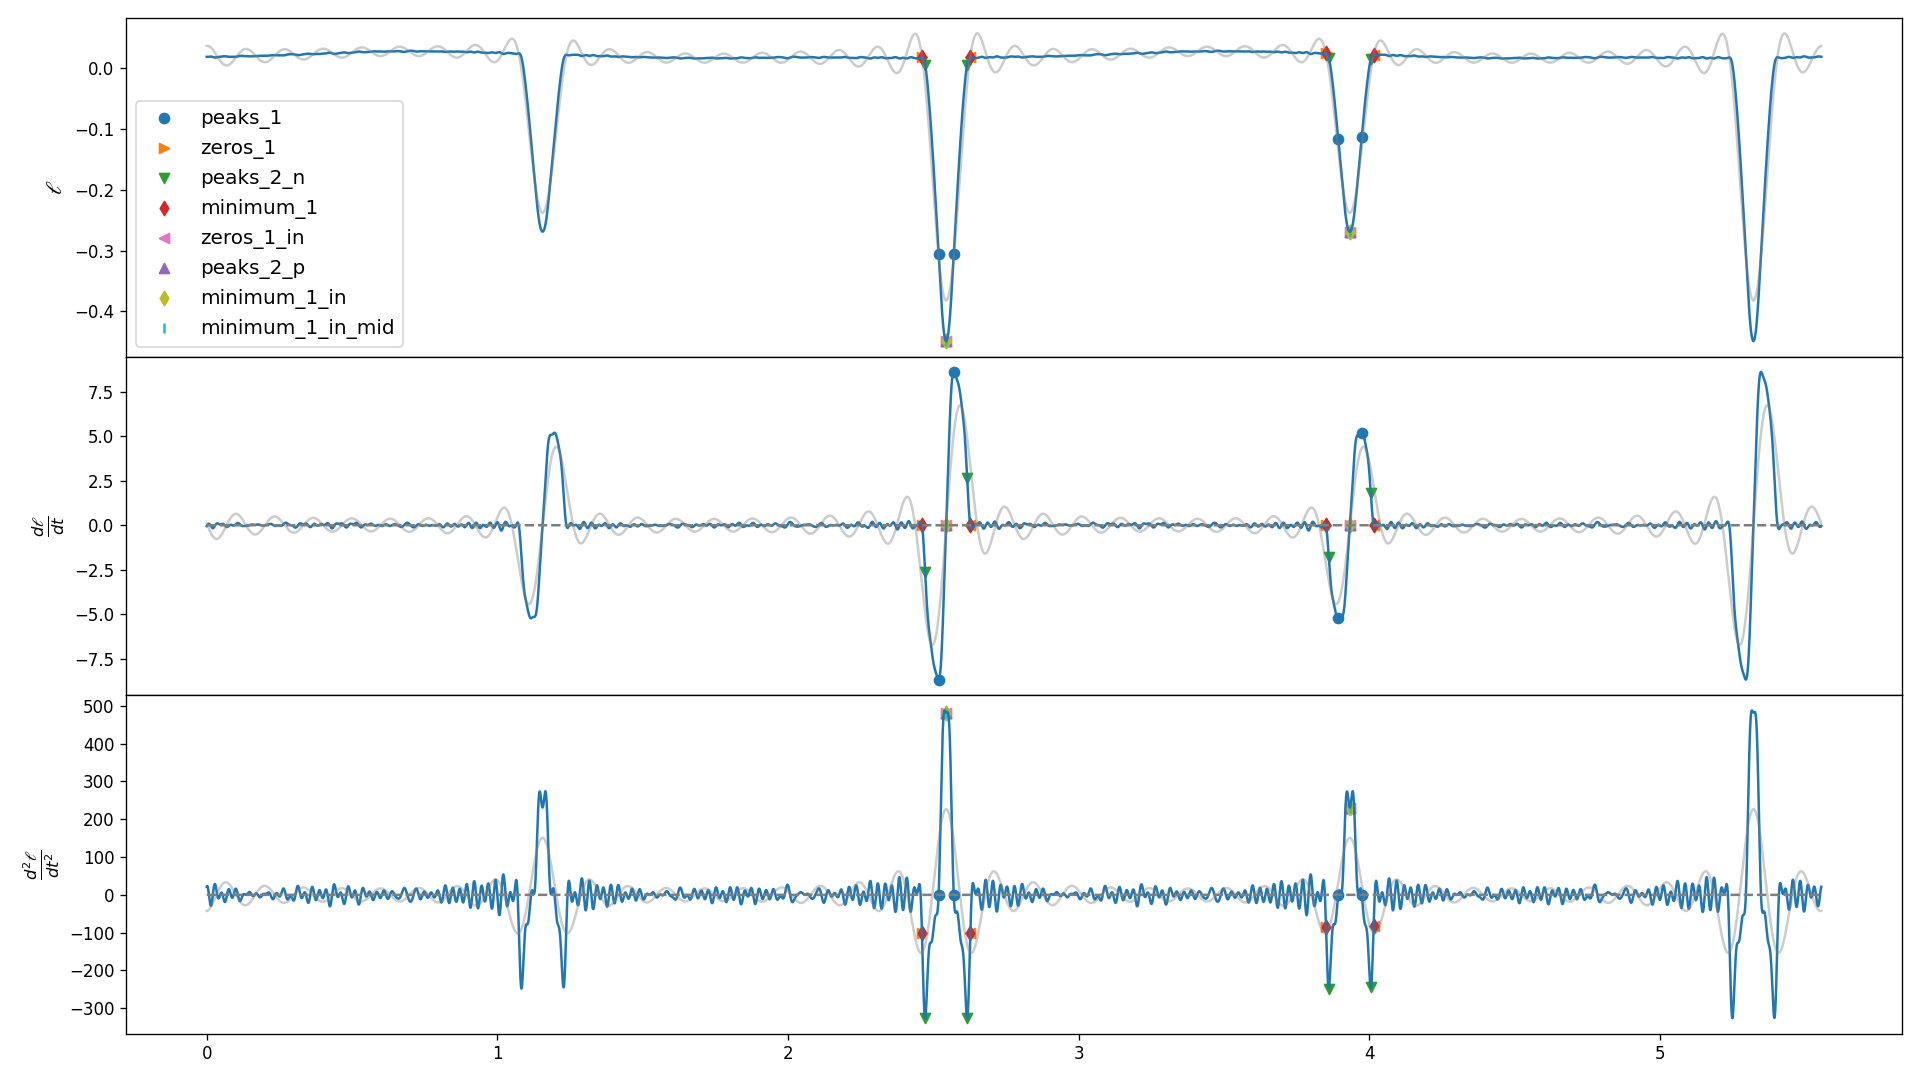 0.0
−0.1
−0.2
−0.3
−0.4
ℓ
peaks_1
zeros_1
peaks_2_n
minimum_1
zeros_1_in
peaks_2_p
minimum_1_in
minimum_1_in_mid
7.5
5.0
2.5
0.0
−2.5
−5.0
−7.5
dℓ
dt
500
400
300
200
100
0
−100
−200
−300
d²ℓ
dt²
0 1 2 3 4 5